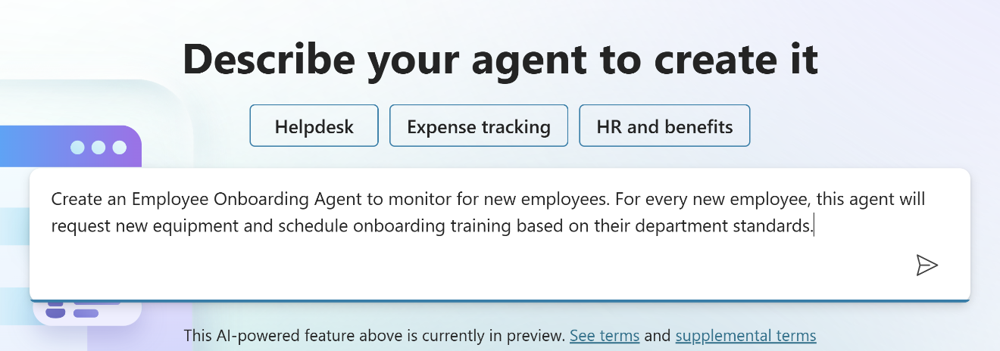 Describe your agent to create it
Helpdesk
Expense tracking
HR and benefits
Create an Employee Onboarding Agent to monitor for new employees. For every new employee, this agent will
request new equipment and schedule onboarding training based on their department standards.
This AI-powered feature above is currently in preview. See terms and supplemental terms